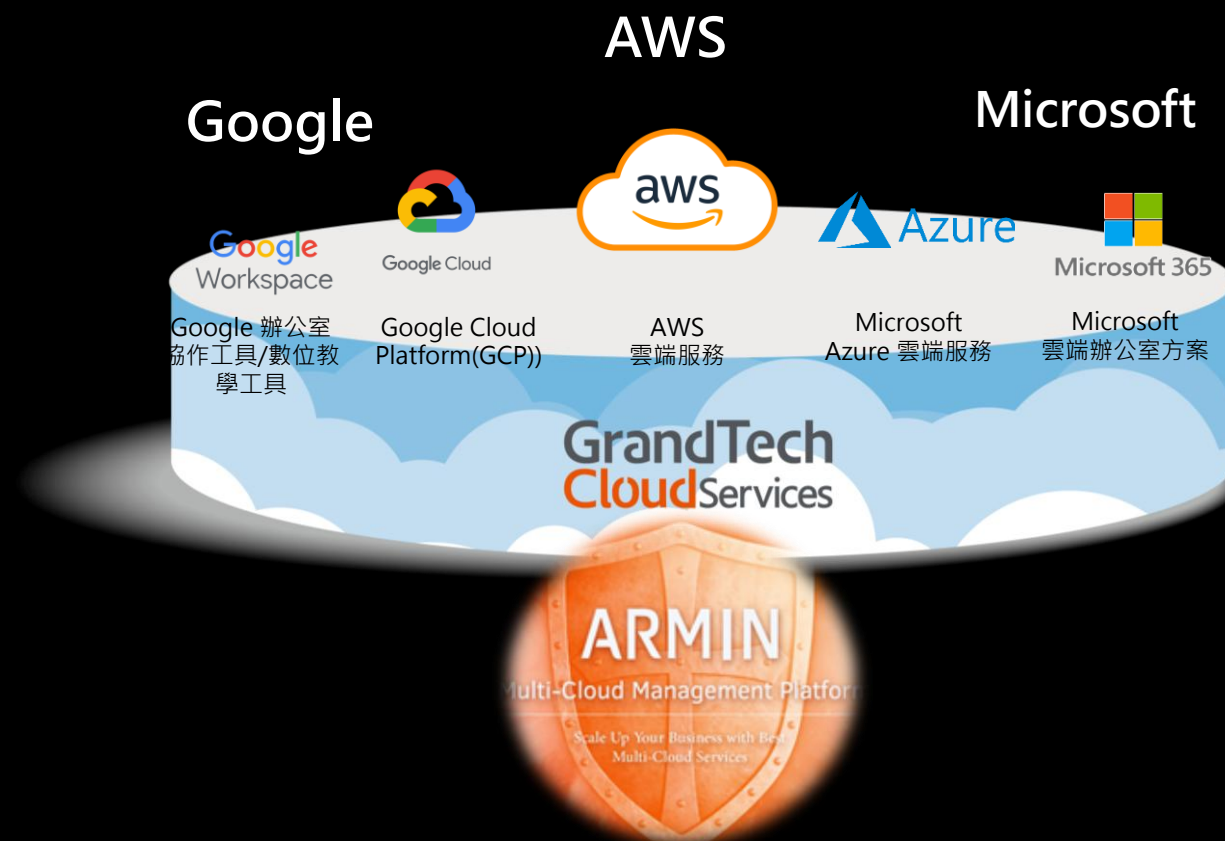 AWS
Google
Microsoft
aws
Google
Workspace
Google Cloud
Azure
Microsoft 365
Google 辦公室
協作工具/數位教
學工具
Google Cloud
Platform(GCP))
AWS
雲端服務
Microsoft
Azure 雲端服務
Microsoft
雲端辦公室方案
GrandTech
CloudServices
ARMIN
Multi-Cloud Management Platform
Scale Up Your Business with Best
Multi-Cloud Services